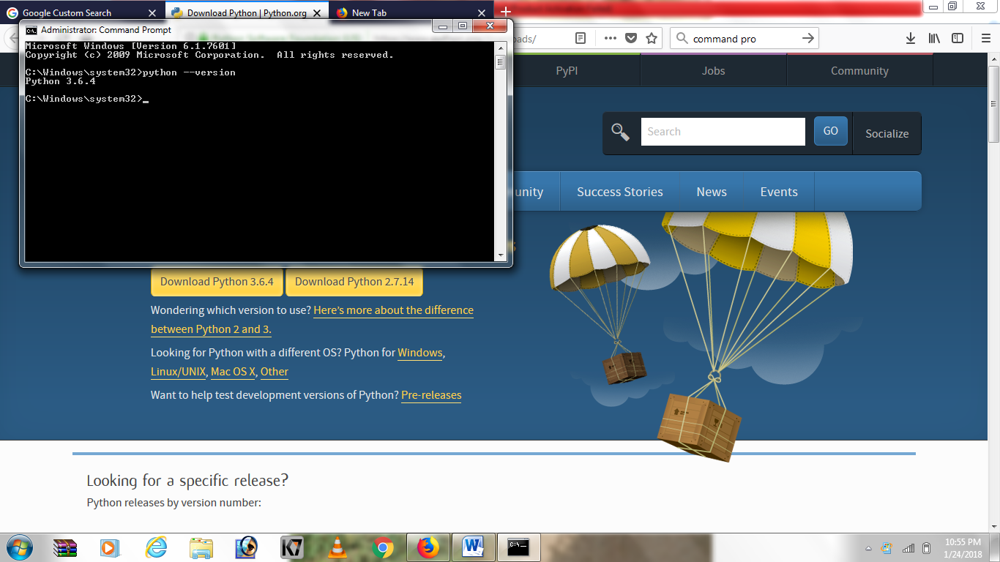 Google Custom Search
Download Python | Python.org
New Tab
Administrator: Command Prompt
oads/
command pro
Microsoft Windows [Version 6.1.7601]
Copyright (c) 2009 Microsoft Corporation.  All rights reserved.
C:\Windows\system32>python --version
Python 3.6.4
C:\Windows\system32>_
PyPI
Jobs
Community
Search
GO
Socialize
unity
Success Stories
News
Events
Download Python 3.6.4
Download Python 2.7.14
Wondering which version to use? Here's more about the difference
between Python 2 and 3.
Looking for Python with a different OS? Python for Windows,
Linux/UNIX, Mac OS X, Other
Want to help test development versions of Python? Pre-releases
Looking for a specific release?
Python releases by version number:
K7
10:55 PM
1/24/2018